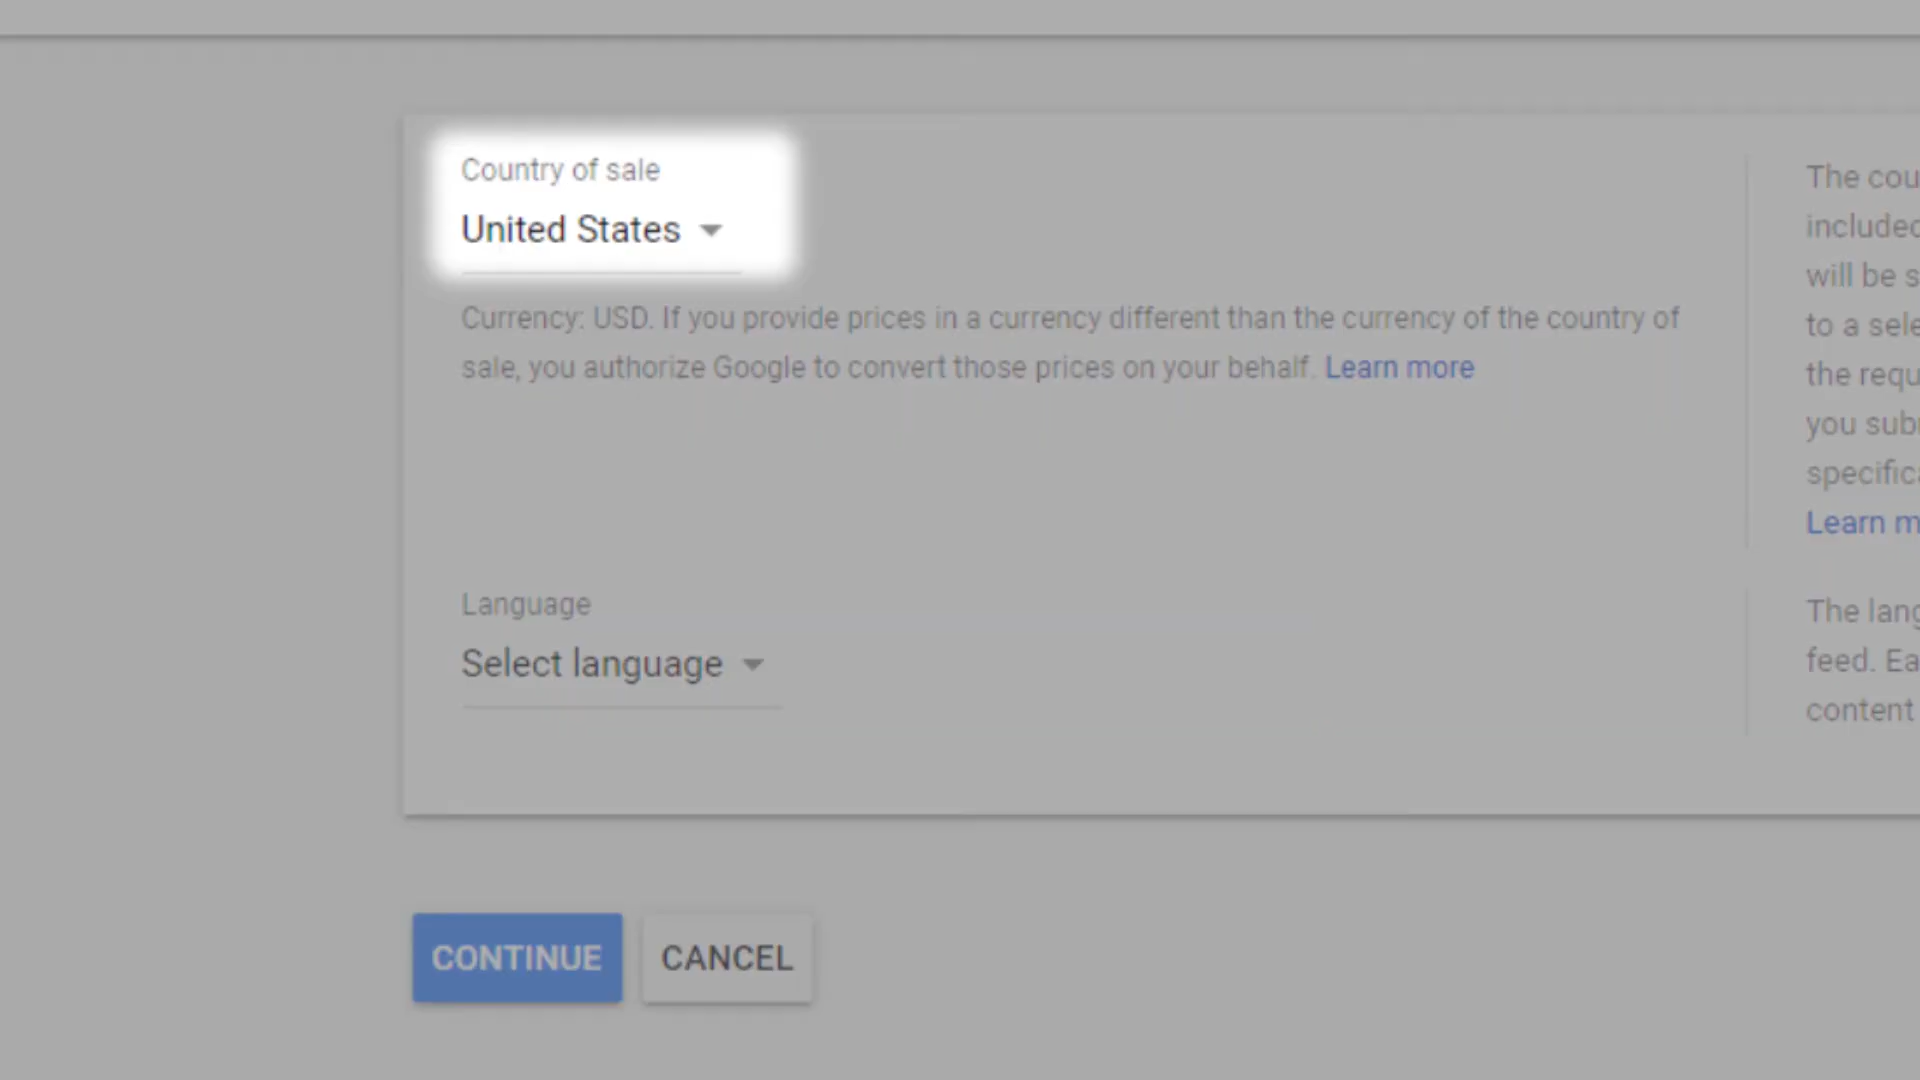 Country of sale
United States
Currency: USD. If you provide prices in a currency different than the currency of the country of
sale, you authorize Google to convert those prices on your behalf. Learn more
The cou
included
will be s
to a sele
the requ
you subm
specifica
Learn m
Language
Select language
The lang
feed. Ea
content
CONTINUE
CANCEL